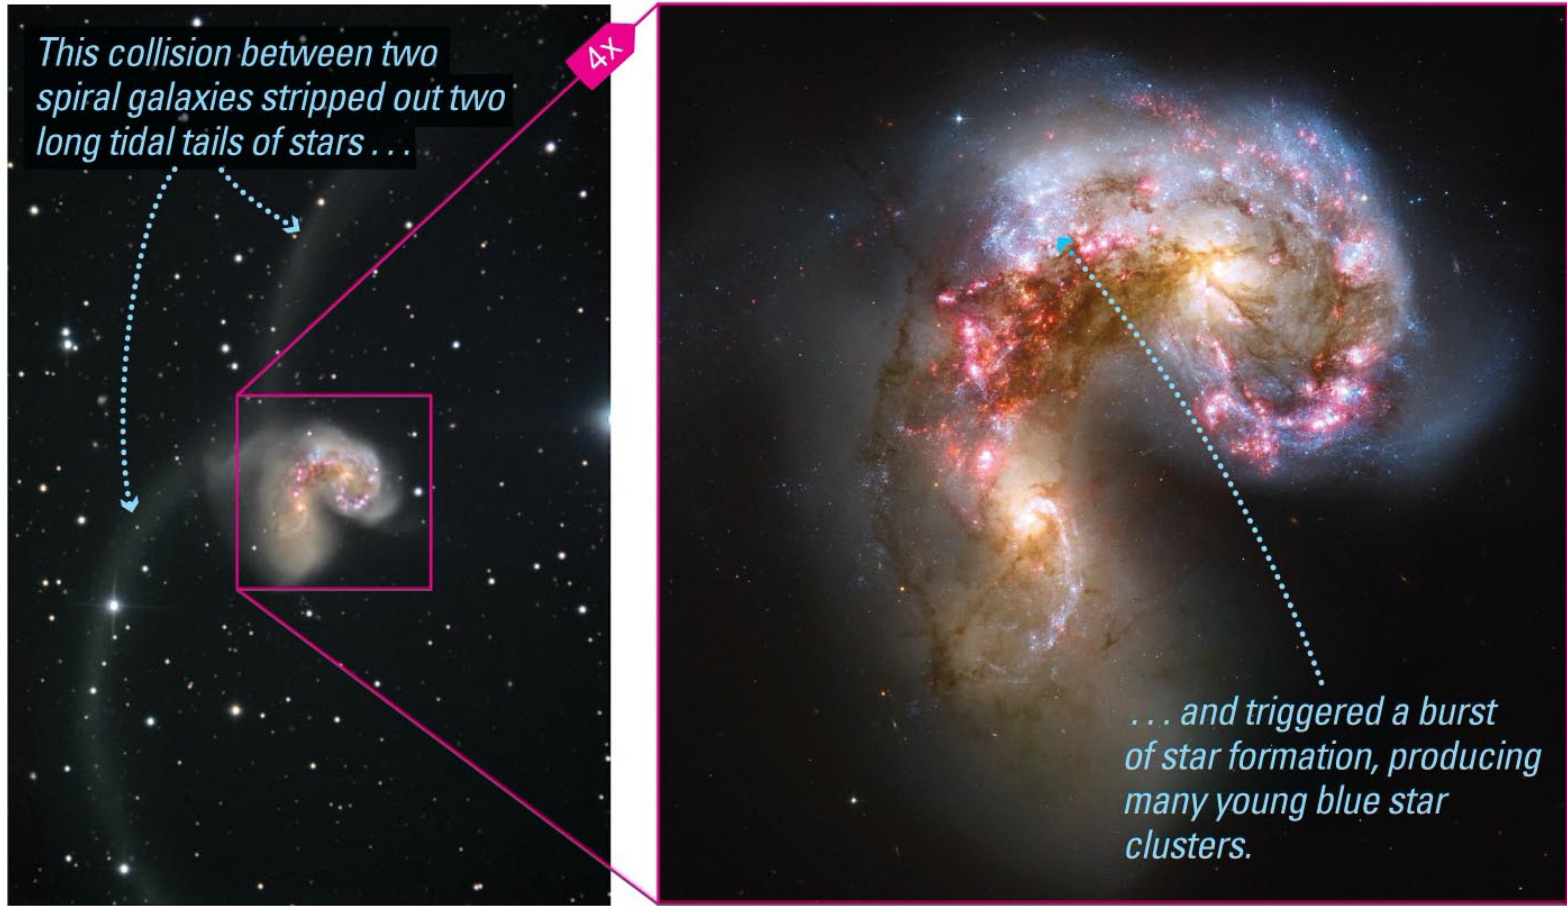 This collision between two
spiral galaxies stripped out two
long tidal tails of stars . . .
4x
. . . and triggered a burst
of star formation, producing
many young blue star
clusters.